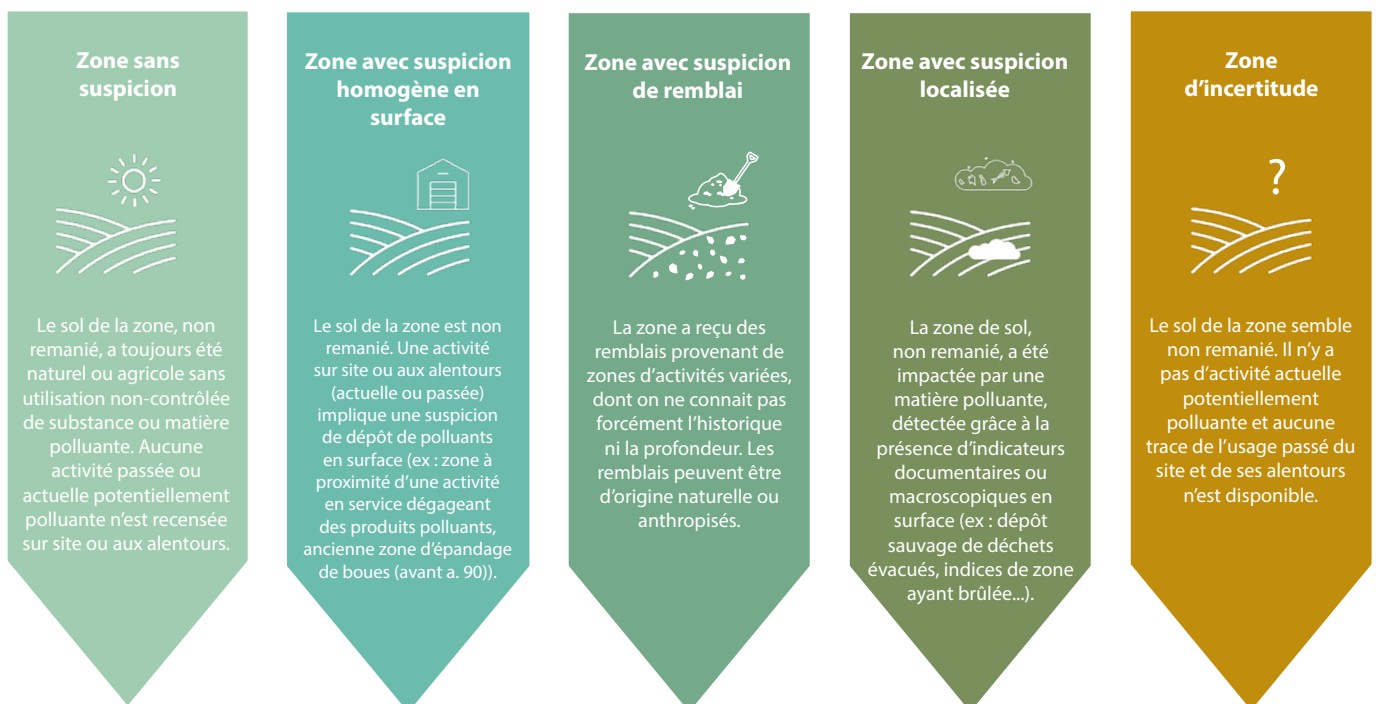 Zone sans
suspicion
Le sol de la zone, non
remanié, a toujours été
naturel ou agricole sans
utilisation non-contrôlée
de substance ou matière
polluante. Aucune
activité passée ou
actuelle potentiellement
polluante n'est recensée
sur site ou aux alentours.
Zone avec suspicion
homogène en
surface
Le sol de la zone est non
remanié. Une activité
sur site ou aux alentours
(actuelle ou passée)
implique une suspicion
de dépôt de polluants
en surface (ex : zone à
proximité d'une activité
en service dégageant
des produits polluants,
ancienne zone d'épandage
de boues (avant a. 90)).
Zone avec suspicion
de remblai
La zone a reçu des
remblais provenant de
zones d'activités variées,
dont on ne connait pas
forcément l'historique
ni la profondeur. Les
remblais peuvent être
d'origine naturelle ou
anthropisés.
Zone avec suspicion
localisée
La zone de sol,
non remanié, a été
impactée par une
matière polluante,
détectée grâce à la
présence d'indicateurs
documentaires ou
macroscopiques en
surface (ex : dépôt
sauvage de déchets
évacués, indices de zone
ayant brûlée...).
Zone
d'incertitude
?
Le sol de la zone semble
non remanié. Il n'y a
pas d'activité actuelle
potentiellement
polluante et aucune
trace de l'usage passé du
site et de ses alentours
n'est disponible.